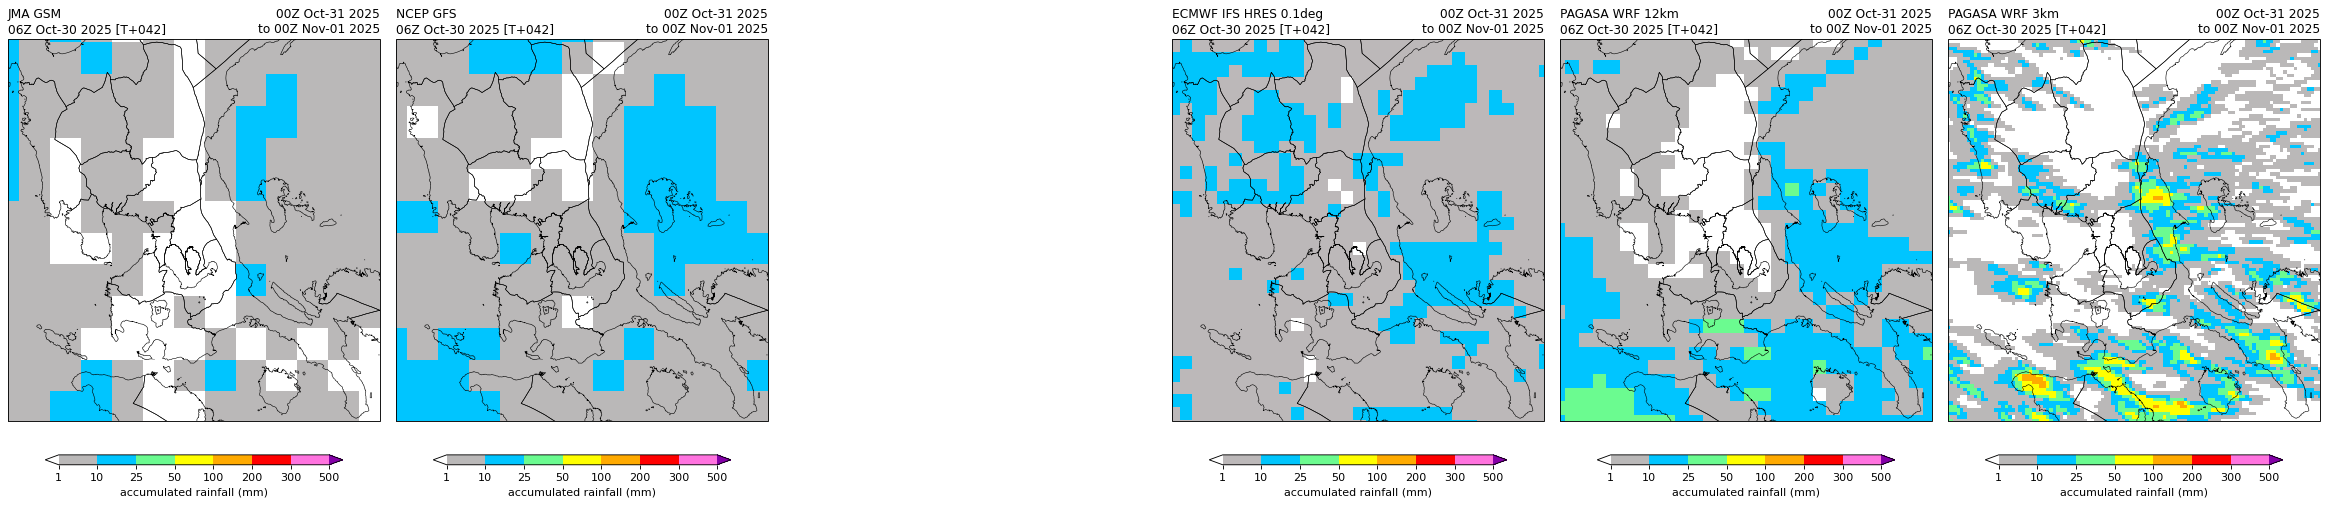 JMA GSM 00Z Oct-31 2025
06Z Oct-30 2025 [T+042] to 00Z Nov-01 2025
1 10 25 50 100 200 300 500
accumulated rainfall (mm)
NCEP GFS 00Z Oct-31 2025
06Z Oct-30 2025 [T+042] to 00Z Nov-01 2025
1 10 25 50 100 200 300 500
accumulated rainfall (mm)
ECMWF IFS HRES 0.1deg 00Z Oct-31 2025
06Z Oct-30 2025 [T+042] to 00Z Nov-01 2025
1 10 25 50 100 200 300 500
accumulated rainfall (mm)
PAGASA WRF 12km 00Z Oct-31 2025
06Z Oct-30 2025 [T+042] to 00Z Nov-01 2025
1 10 25 50 100 200 300 500
accumulated rainfall (mm)
PAGASA WRF 3km 00Z Oct-31 2025
06Z Oct-30 2025 [T+042] to 00Z Nov-01 2025
1 10 25 50 100 200 300 500
accumulated rainfall (mm)